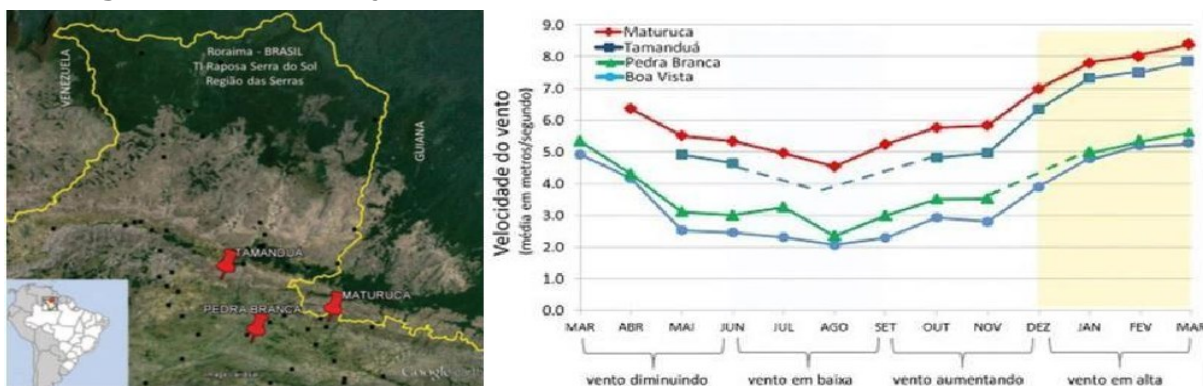 VENEZUELA
Roraima - BRASIL
TI Raposa Serra do Sol
Região das Serras
GUIANA
TAMANDUÁ
MATURUCA
PEDRA BRANCA
Google
Velocidade do vento
(média em metros/segundo)
9.0
8.0
7.0
6.0
5.0
4.0
3.0
2.0
1.0
0.0
Maturuca
Tamanduá
Pedra Branca
Boa Vista
MAR ABR MAI JUN JUL AGO SET OUT NOV DEZ JAN FEV MAR
vento diminuindo vento em baixa vento aumentando vento em alta